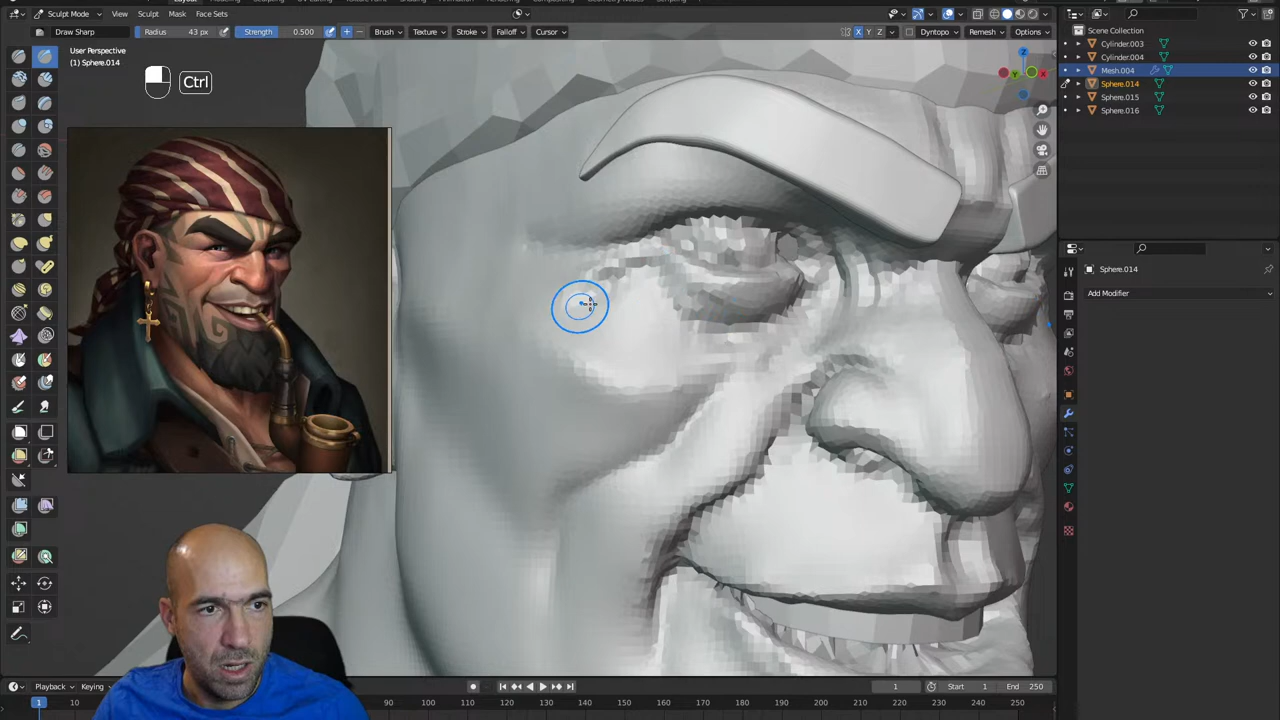 Layout
Sculpt Mode View Sculpt Mask Face Sets
Draw Sharp Radius 43 px Strength 0.500 Brush Texture Stroke Falloff Cursor X Y Z Dyntopo Remesh Options
User Perspective
(1) Sphere.014
Ctrl
Y X Z
Scene Collection
Cylinder.003
Cylinder.004
Mesh.004
Sphere.014
Sphere.015
Sphere.016
Sphere.014
Add Modifier
Playback Keying 1 Start 1 End 250
1 10 80 90 100 110 120 130 140 150 160 170 180 190 200 210 220 230 240 250